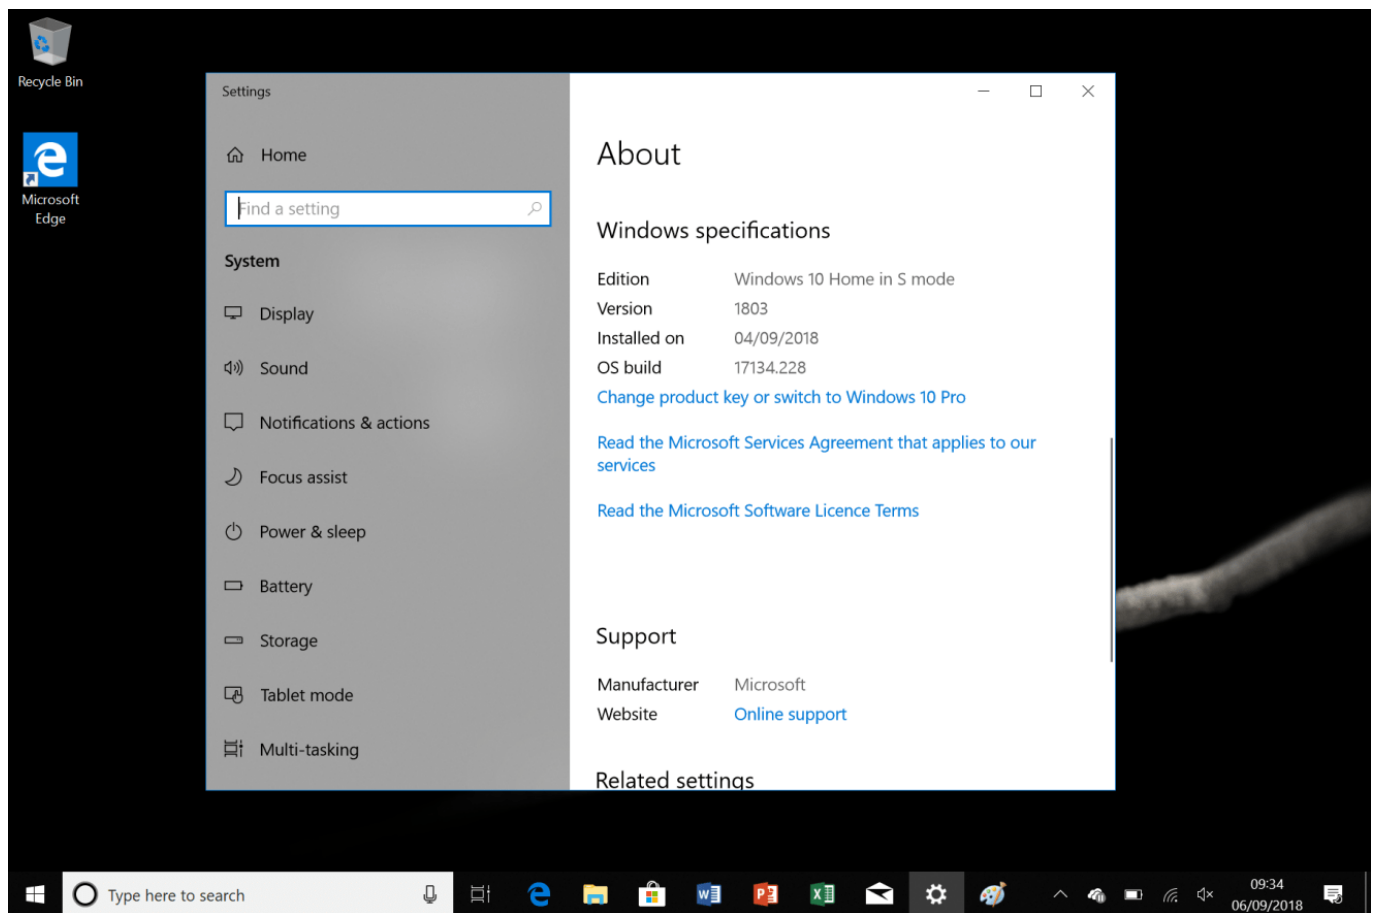 Recycle Bin
Microsoft
Edge
Settings
Home
Find a setting
System
Display
Sound
Notifications & actions
Focus assist
Power & sleep
Battery
Storage
Tablet mode
Multi-tasking
About
Windows specifications
Edition Windows 10 Home in S mode
Version 1803
Installed on 04/09/2018
OS build 17134.228
Change product key or switch to Windows 10 Pro
Read the Microsoft Services Agreement that applies to our
services
Read the Microsoft Software Licence Terms
Support
Manufacturer Microsoft
Website Online support
Related settings
Type here to search
09:34
06/09/2018